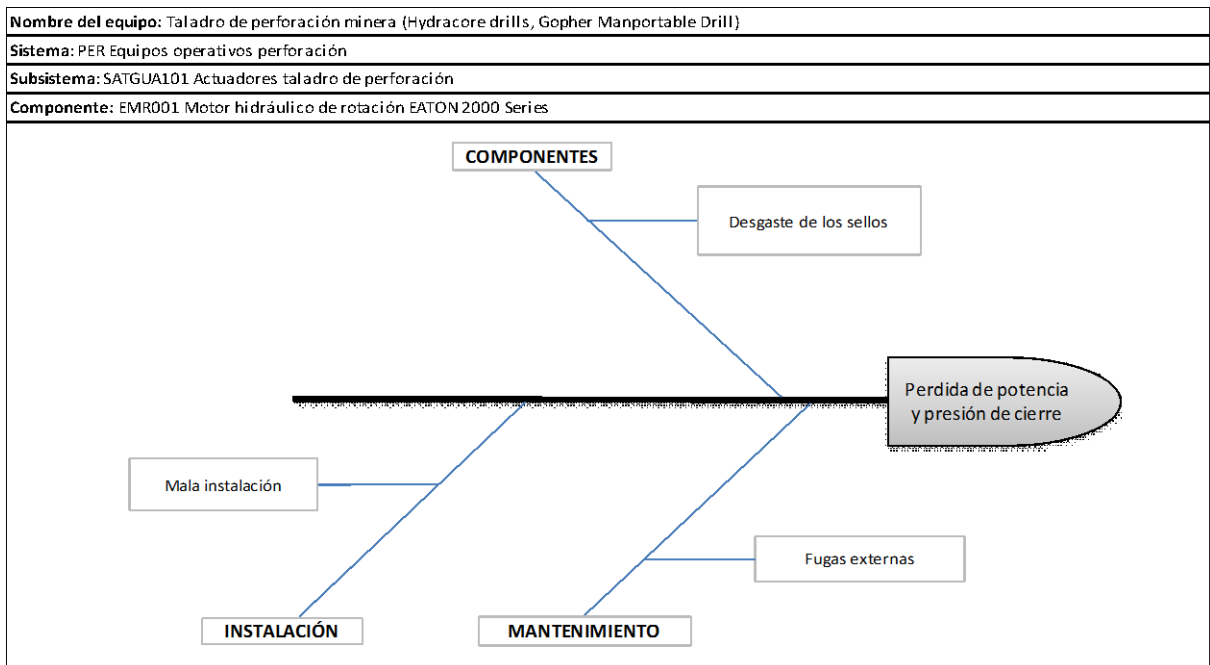 Nombre del equipo: Taladro de perforación minera (Hydracore drills, Gopher Manportable Drill)
Sistema: PER Equipos operativos perforación
Subsistema: SATGUA101 Actuadores taladro de perforación
Componente: EMR001 Motor hidráulico de rotación EATON 2000 Series
COMPONENTES
Desgaste de los sellos
Perdida de potencia
y presión de cierre
Mala instalación
Fugas externas
INSTALACIÓN
MANTENIMIENTO